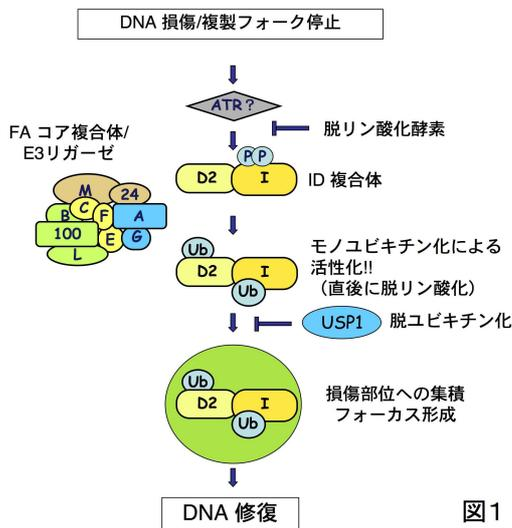 DNA 損傷/複製フォーク停止
ATR？
脱リン酸化酵素
FA コア複合体/
E3リガーゼ
P P
D2 I
ID 複合体
M 24
B C F A
100 E G
L
Ub
D2 I
Ub
モノユビキチン化による
活性化!!
（直後に脱リン酸化）
USP1 脱ユビキチン化
Ub
D2 I
Ub
損傷部位への集積
フォーカス形成
DNA 修復
図1